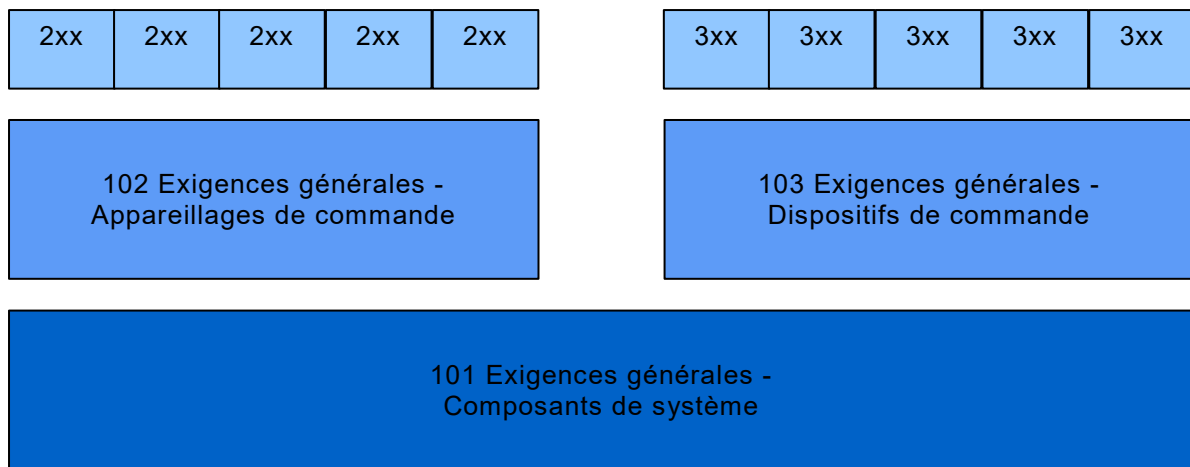 2xx 2xx 2xx 2xx 2xx 3xx 3xx 3xx 3xx 3xx
102 Exigences générales -
Appareillages de commande
103 Exigences générales -
Dispositifs de commande
101 Exigences générales -
Composants de système